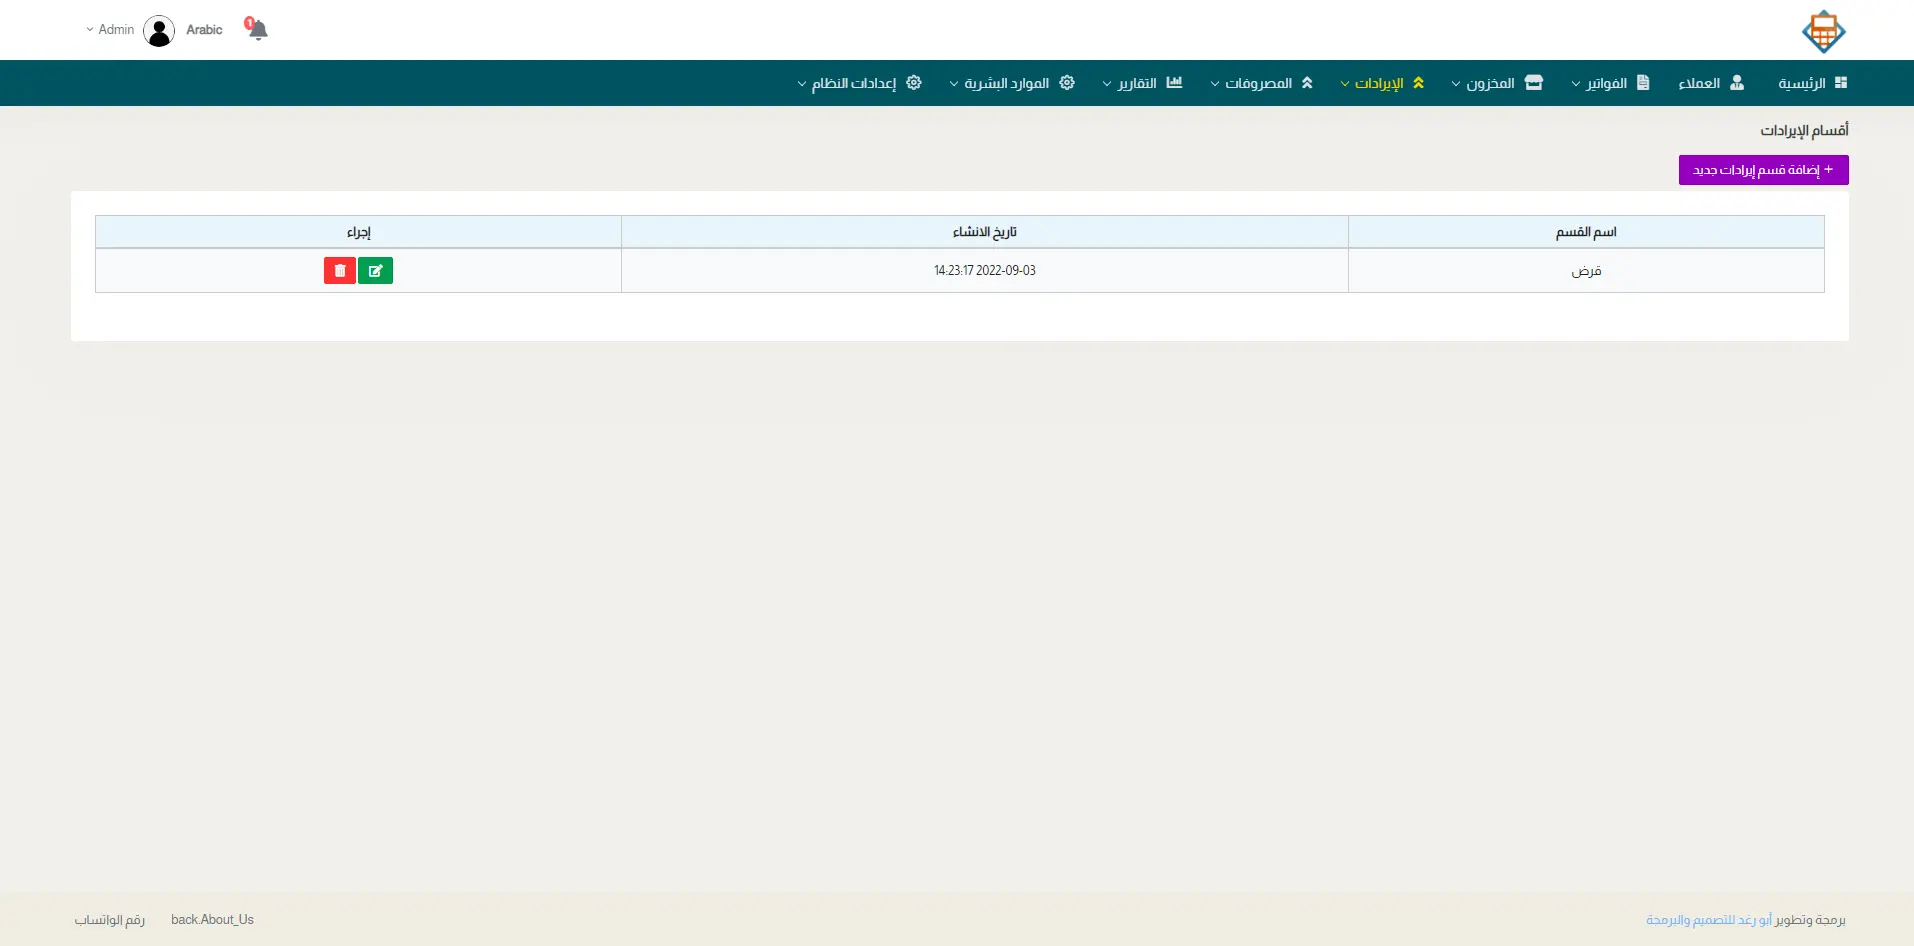 1
Arabic
Admin
الرئيسية
العملاء
الفواتير
المخزون
الإيرادات
المصروفات
التقارير
الموارد البشرية
إعدادات النظام
أقسام الإيرادات
+ إضافة قسم إيرادات جديد
اسم القسم
تاريخ الانشاء
إجراء
قرض
2022-09-03 14:23:17
برمجة وتطوير أبو رغد للتصميم والبرمجة
back.About_Us
رقم الواتساب